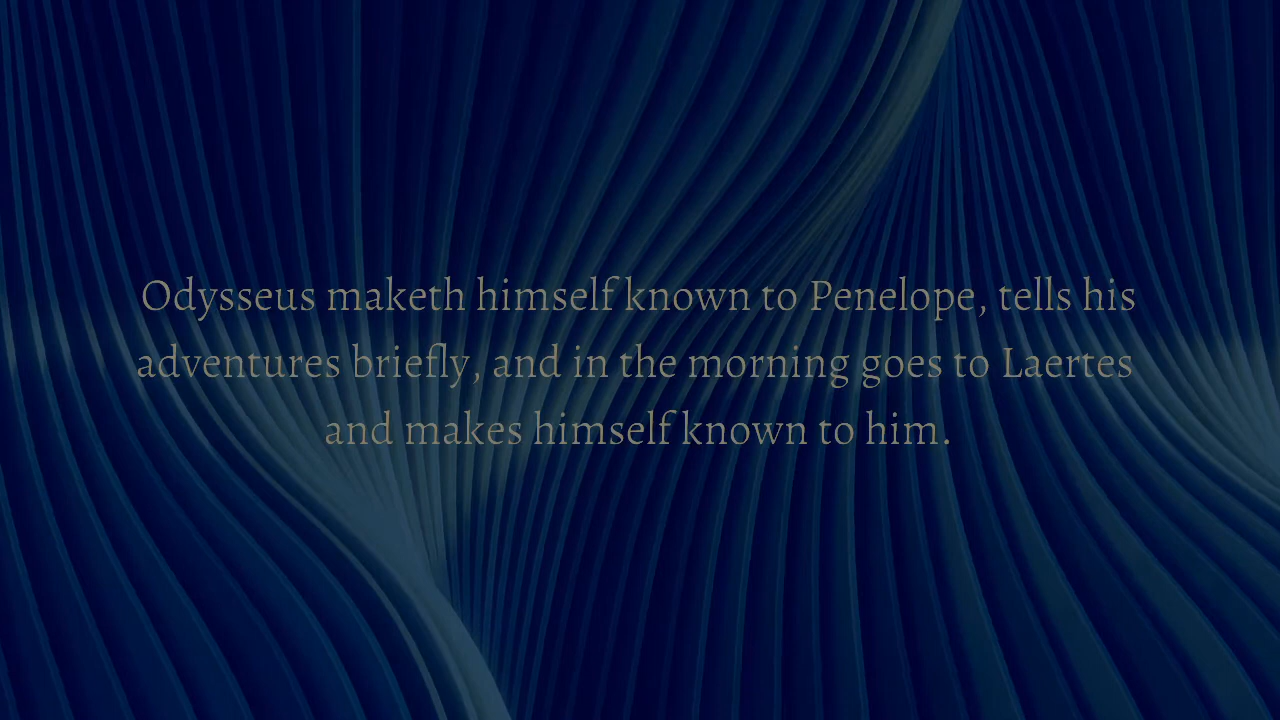 Odysseus maketh himself known to Penelope, tells his
adventures briefly, and in the morning goes to Laertes
and makes himself known to him.